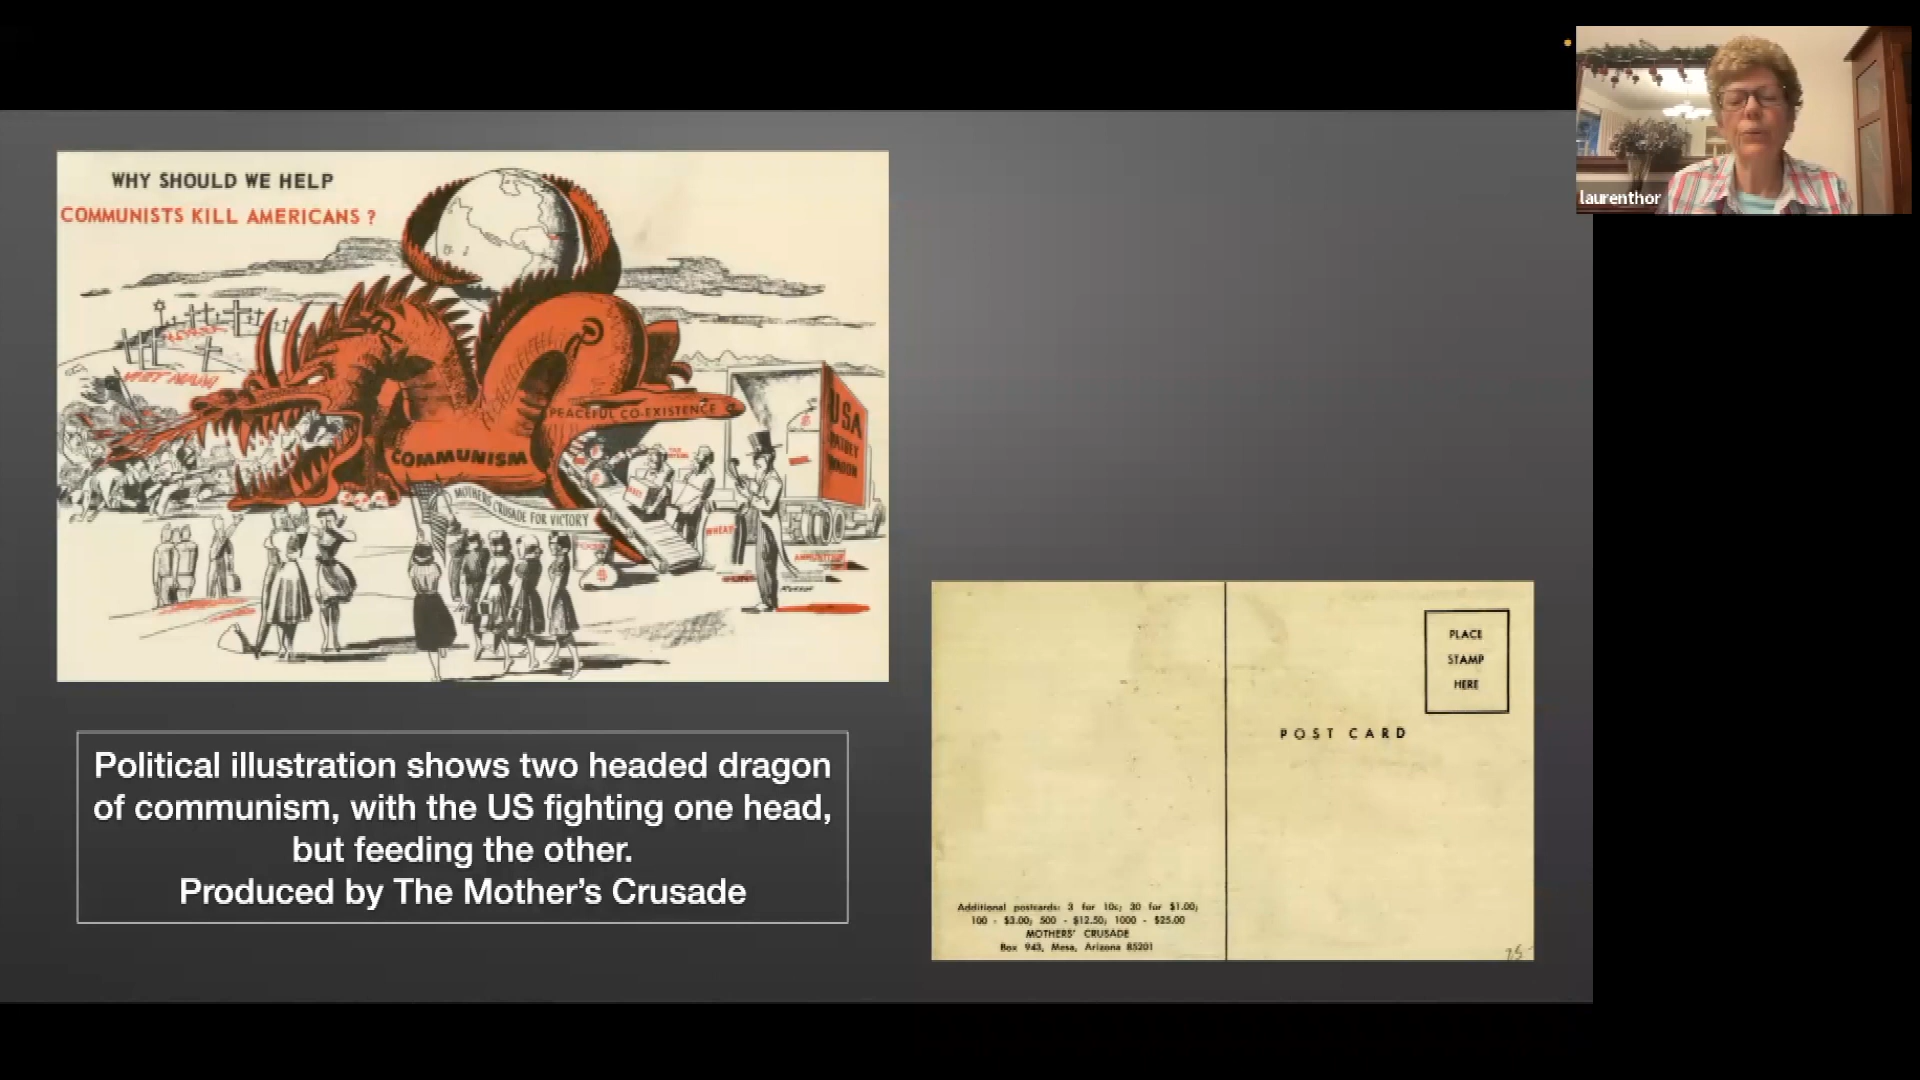 WHY SHOULD WE HELP
COMMUNISTS KILL AMERICANS ?
PEACEFUL CO-EXISTENCE
COMMUNISM
MOTHERS CRUSADE FOR VICTORY
USA
WHEAT
AMMUNITION
$
Political illustration shows two headed dragon
of communism, with the US fighting one head,
but feeding the other.
Produced by The Mother’s Crusade
PLACE
STAMP
HERE
POST CARD
Additional postcards: 3 for 10c; 30 for $1.00;
100 - $3.00; 500 - $12.50; 1000 - $25.00
MOTHERS' CRUSADE
Box 943, Mesa, Arizona 85201
laurenthor